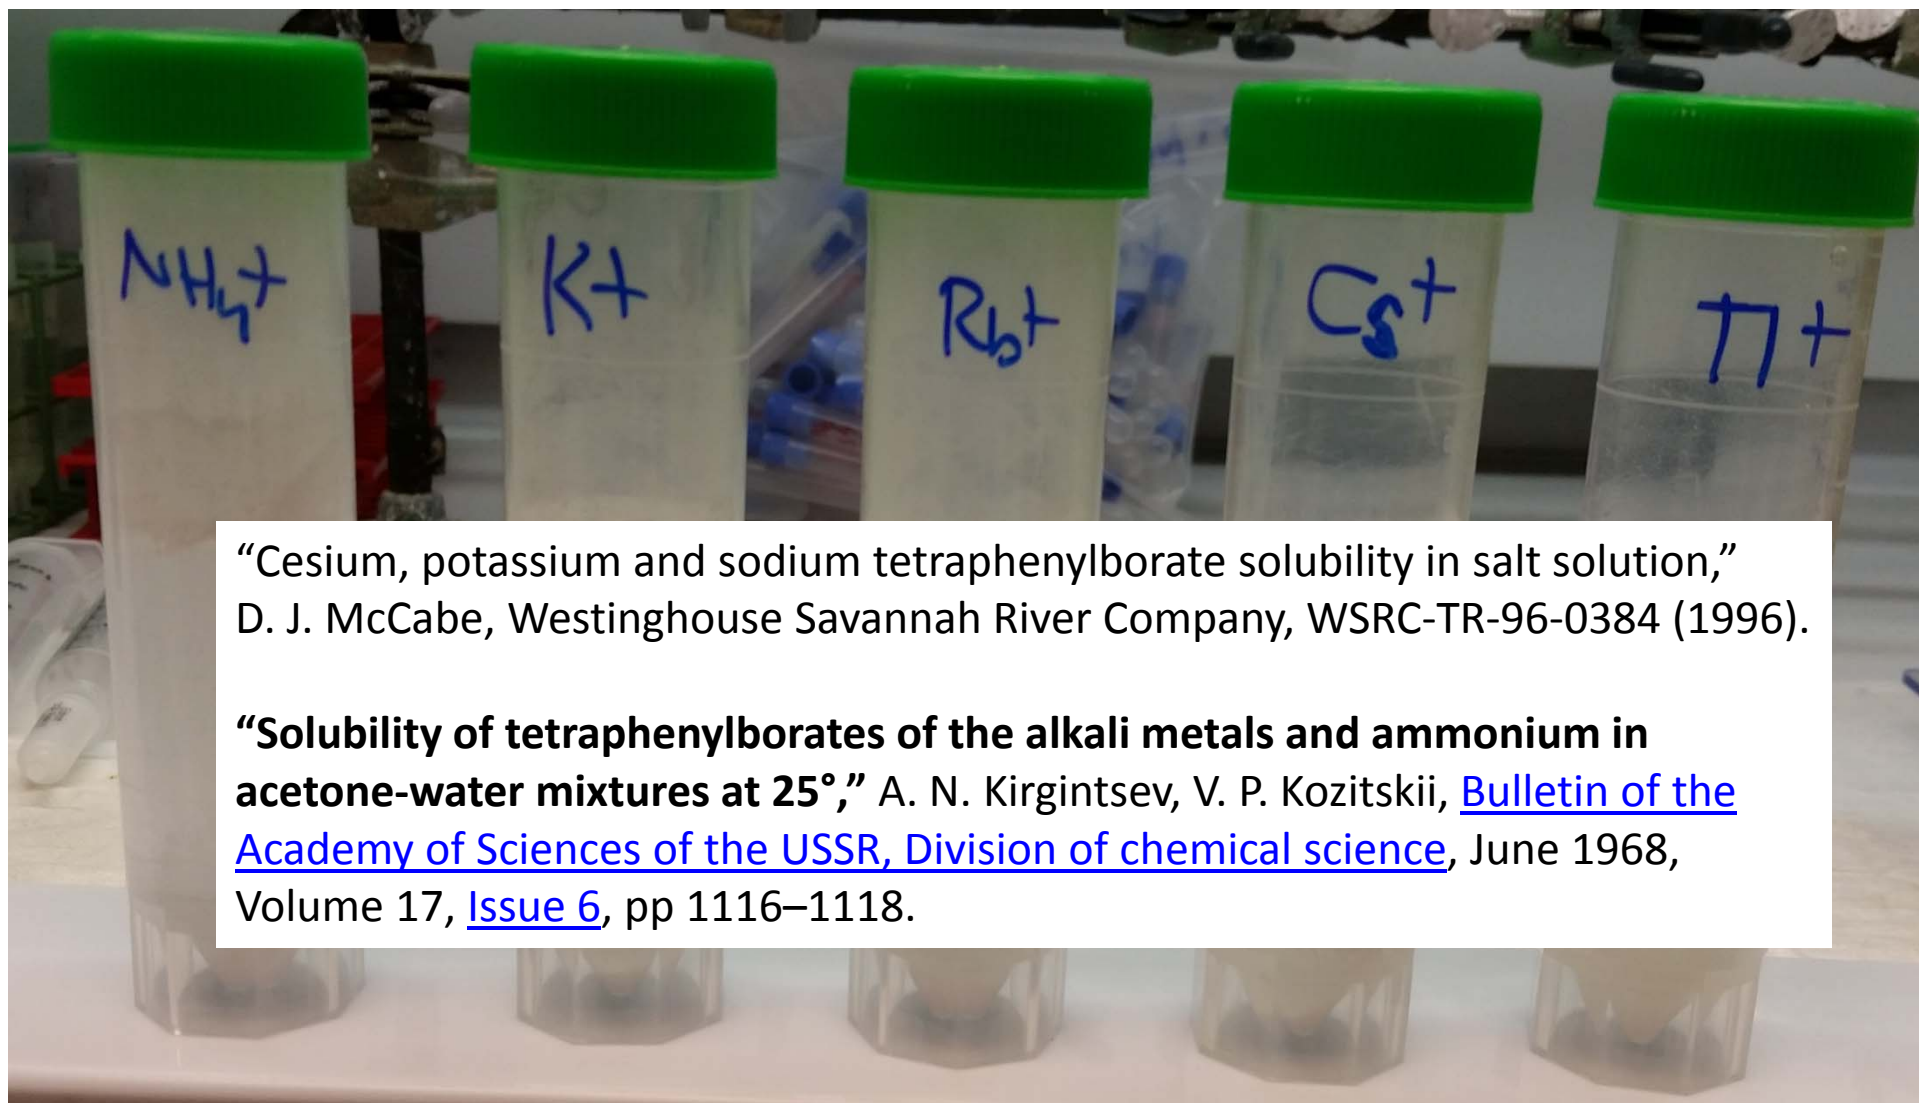 NH4+
K+
Rb+
Cs+
Tl+
“Cesium, potassium and sodium tetraphenylborate solubility in salt solution,”
D. J. McCabe, Westinghouse Savannah River Company, WSRC-TR-96-0384 (1996).
“Solubility of tetraphenylborates of the alkali metals and ammonium in
acetone-water mixtures at 25°,” A. N. Kirgintsev, V. P. Kozitskii, Bulletin of the
Academy of Sciences of the USSR, Division of chemical science, June 1968,
Volume 17, Issue 6, pp 1116–1118.